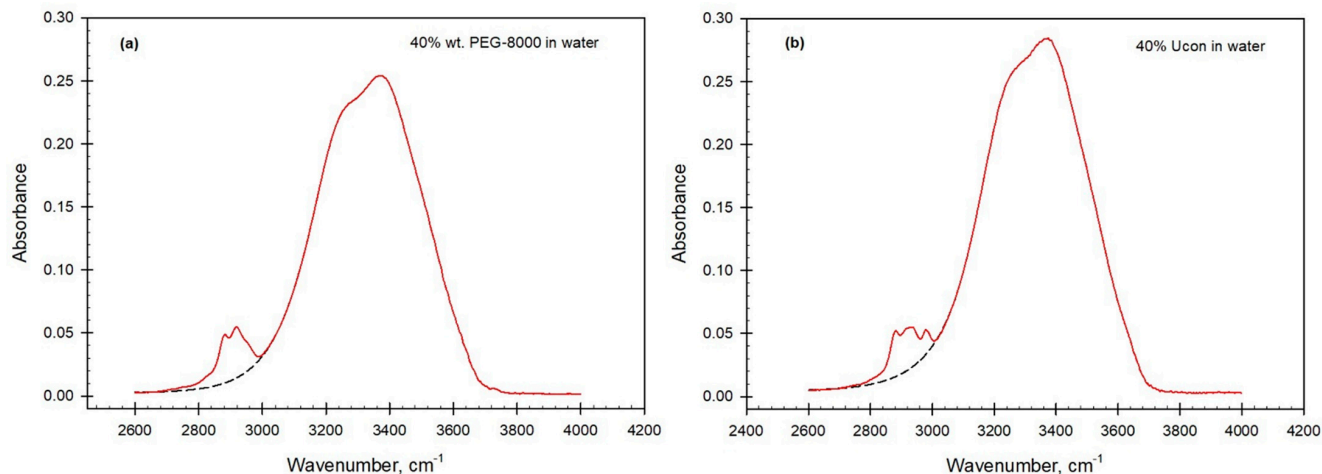 (a)
40% wt. PEG-8000 in water
Absorbance
0.30
0.25
0.20
0.15
0.10
0.05
0.00
2600 2800 3000 3200 3400 3600 3800 4000 4200
Wavenumber, cm-1
(b)
40% Ucon in water
Absorbance
0.30
0.25
0.20
0.15
0.10
0.05
0.00
2400 2600 2800 3000 3200 3400 3600 3800 4000 4200
Wavenumber, cm-1